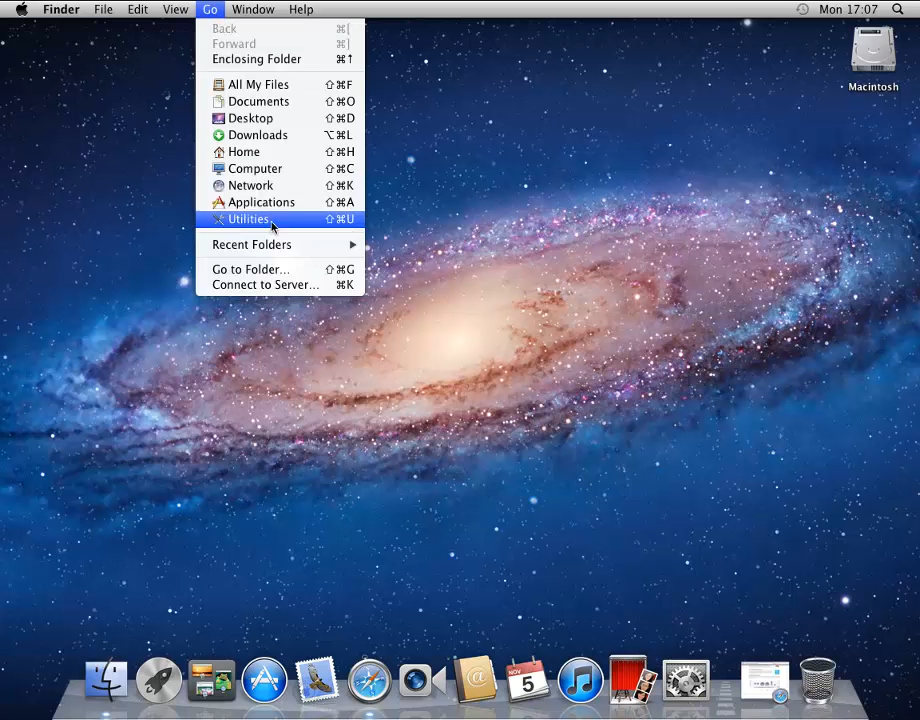 Finder File Edit View Go Window Help Mon 17:07
Back ⌘[
Forward ⌘]
Enclosing Folder ⌘↑
All My Files ⇧⌘F
Documents ⇧⌘O
Desktop ⇧⌘D
Downloads ⌥⌘L
Home ⇧⌘H
Computer ⇧⌘C
Network ⇧⌘K
Applications ⇧⌘A
Utilities ⇧⌘U
Recent Folders
Go to Folder... ⇧⌘G
Connect to Server... ⌘K
Macintosh
NOV
5